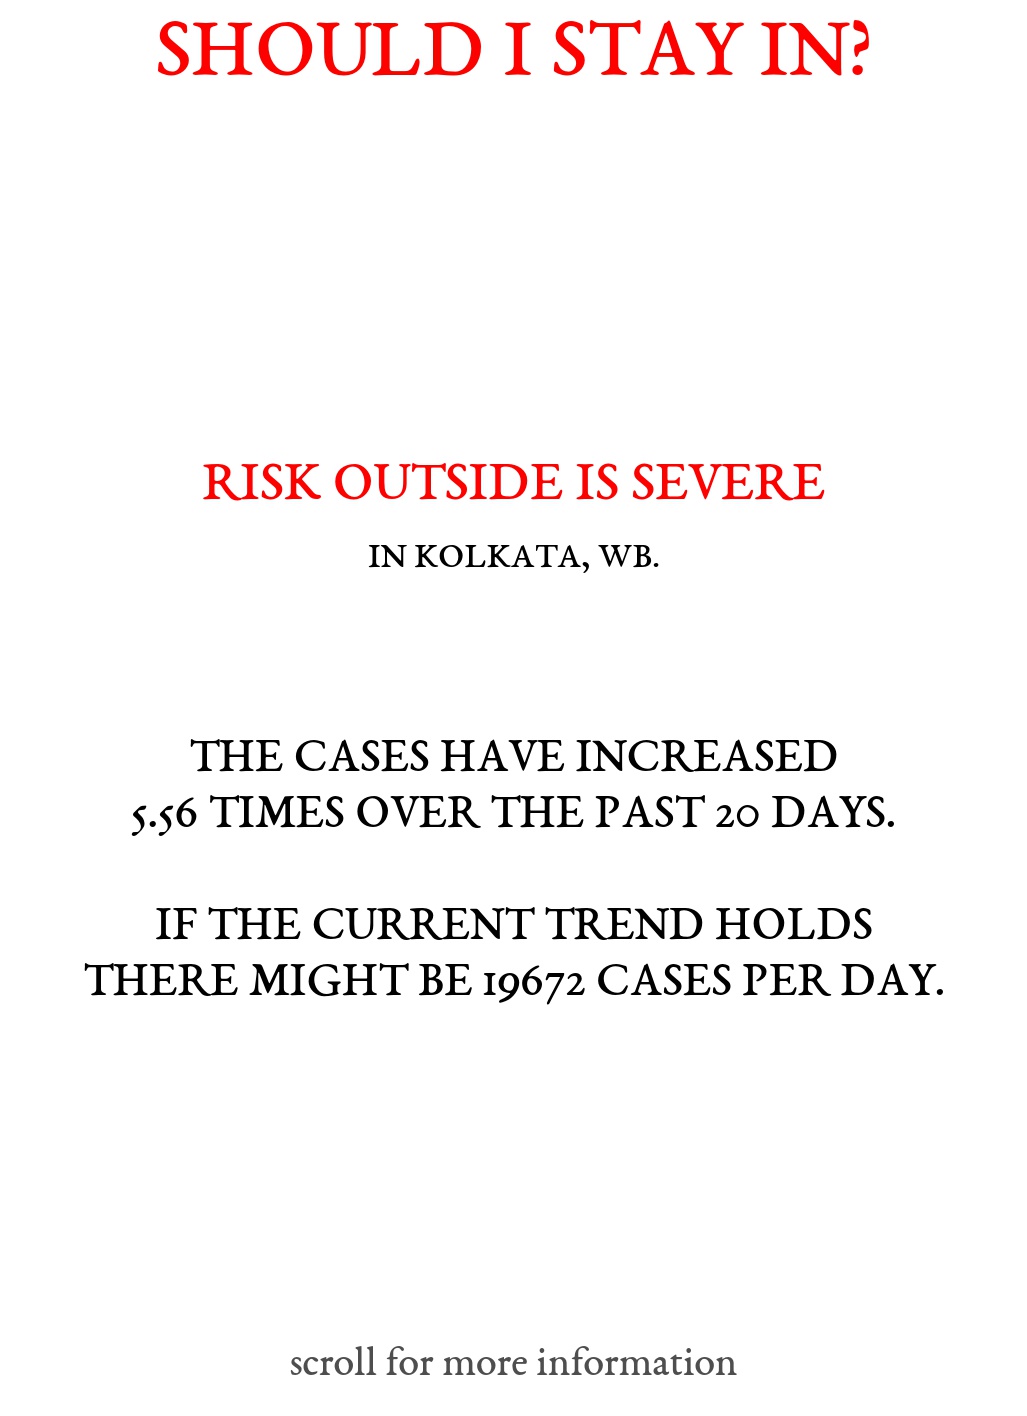 SHOULD I STAY IN?
RISK OUTSIDE IS SEVERE
IN KOLKATA, WB.
THE CASES HAVE INCREASED
5.56 TIMES OVER THE PAST 20 DAYS.
IF THE CURRENT TREND HOLDS
THERE MIGHT BE 19672 CASES PER DAY.
scroll for more information